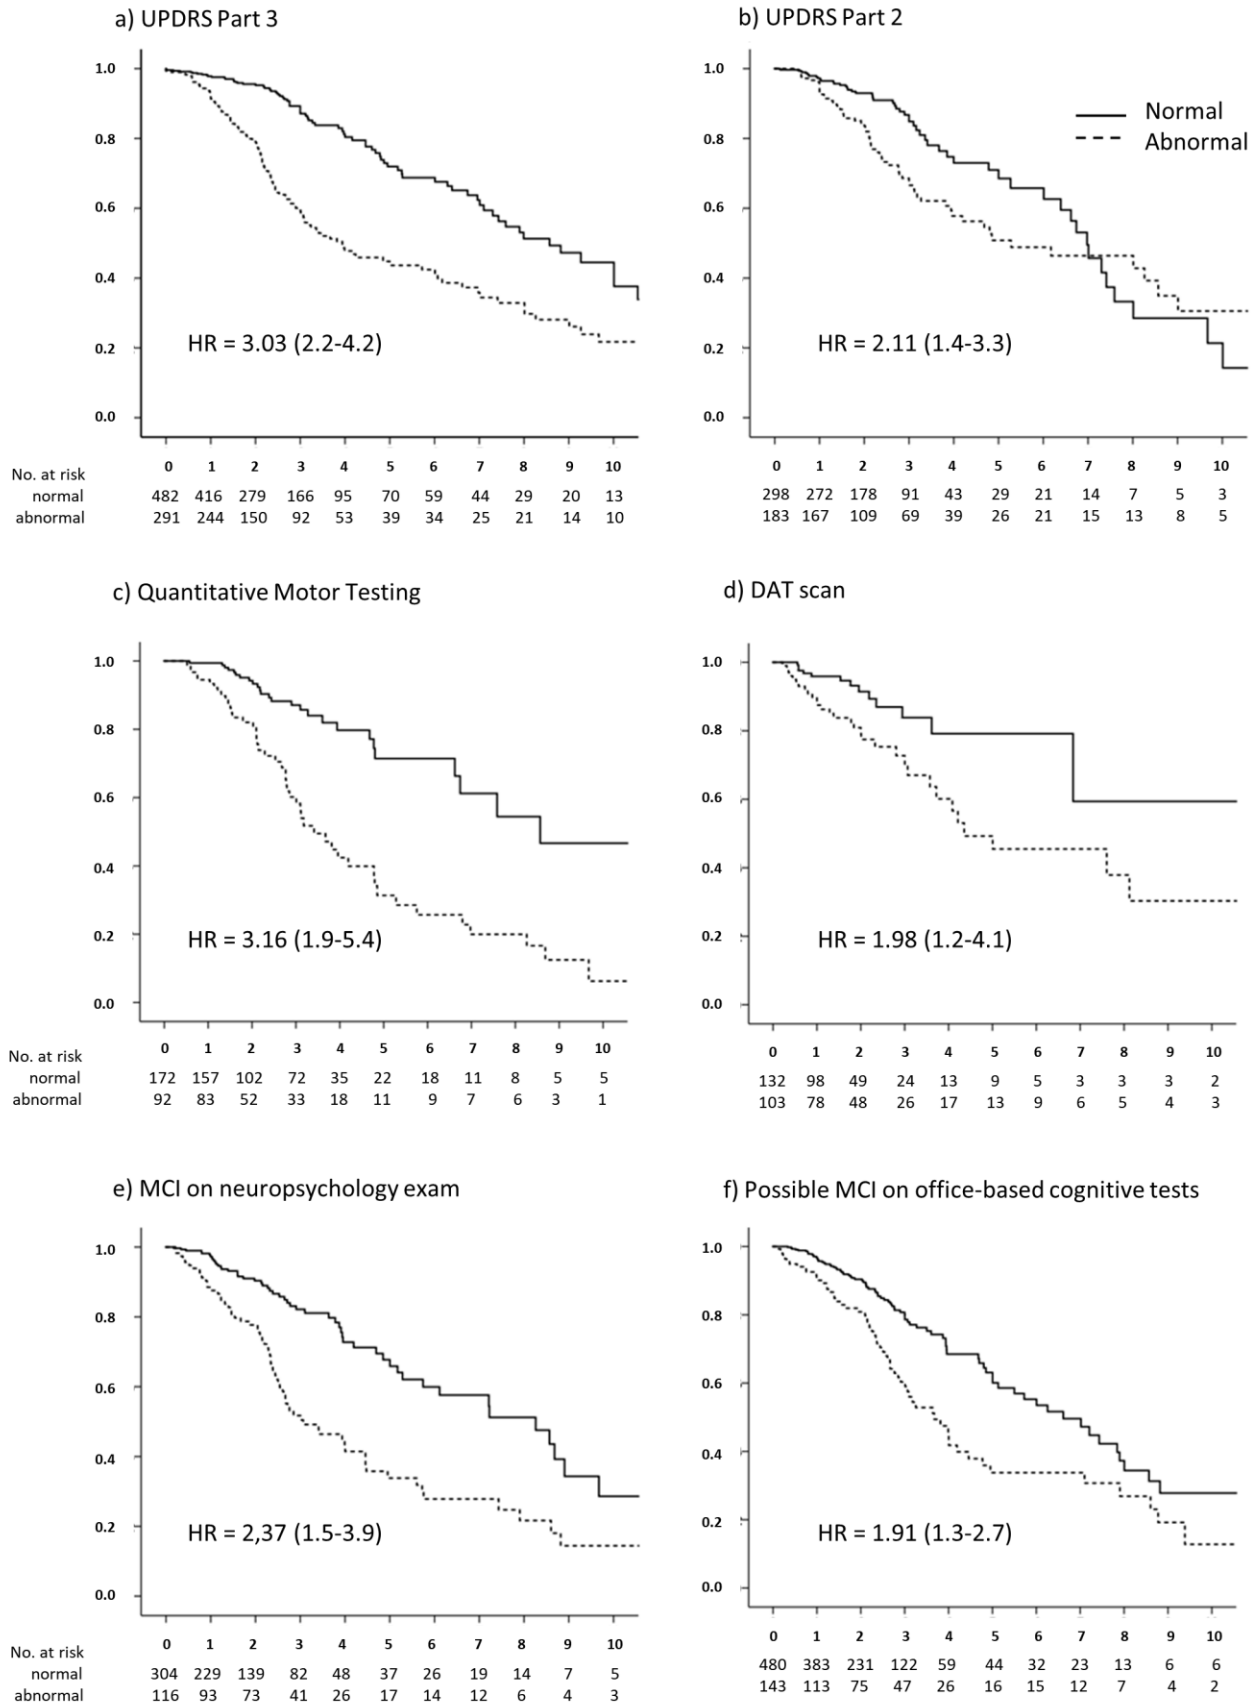 a) UPDRS Part 3
1.0
0.8
0.6
0.4
0.2
0.0
HR = 3.03 (2.2-4.2)
0 1 2 3 4 5 6 7 8 9 10
No. at risk
normal 482 416 279 166 95 70 59 44 29 20 13
abnormal 291 244 150 92 53 39 34 25 21 14 10
b) UPDRS Part 2
Normal
Abnormal
1.0
0.8
0.6
0.4
0.2
0.0
HR = 2.11 (1.4-3.3)
0 1 2 3 4 5 6 7 8 9 10
298 272 178 91 43 29 21 14 7 5 3
183 167 109 69 39 26 21 15 13 8 5
c) Quantitative Motor Testing
1.0
0.8
0.6
0.4
0.2
0.0
HR = 3.16 (1.9-5.4)
0 1 2 3 4 5 6 7 8 9 10
No. at risk
normal 172 157 102 72 35 22 18 11 8 5 5
abnormal 92 83 52 33 18 11 9 7 6 3 1
d) DAT scan
1.0
0.8
0.6
0.4
0.2
0.0
HR = 1.98 (1.2-4.1)
0 1 2 3 4 5 6 7 8 9 10
132 98 49 24 13 9 5 3 3 3 2
103 78 48 26 17 13 9 6 5 4 3
e) MCI on neuropsychology exam
1.0
0.8
0.6
0.4
0.2
0.0
HR = 2,37 (1.5-3.9)
0 1 2 3 4 5 6 7 8 9 10
No. at risk
normal 304 229 139 82 48 37 26 19 14 7 5
abnormal 116 93 73 41 26 17 14 12 6 4 3
f) Possible MCI on office-based cognitive tests
1.0
0.8
0.6
0.4
0.2
0.0
HR = 1.91 (1.3-2.7)
0 1 2 3 4 5 6 7 8 9 10
480 383 231 122 59 44 32 23 13 6 6
143 113 75 47 26 16 15 12 7 4 2